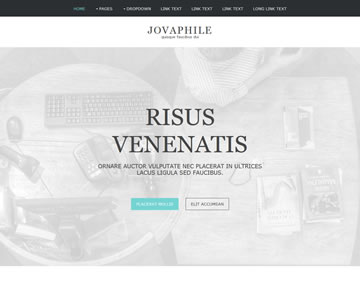 HOME + PAGES + DROPDOWN LINK TEXT LINK TEXT LINK TEXT LONG LINK TEXT
JOVAPHILE
QUISQUE FAUCIBUS DUI
RISUS
VENENATIS
ORNARE AUCTOR VULPUTATE NEC PLACERAT IN ULTRICES
LACUS LIGULA SED FAUCIBUS.
PLACERAT MOLLIS ELIT ACCUMSAN